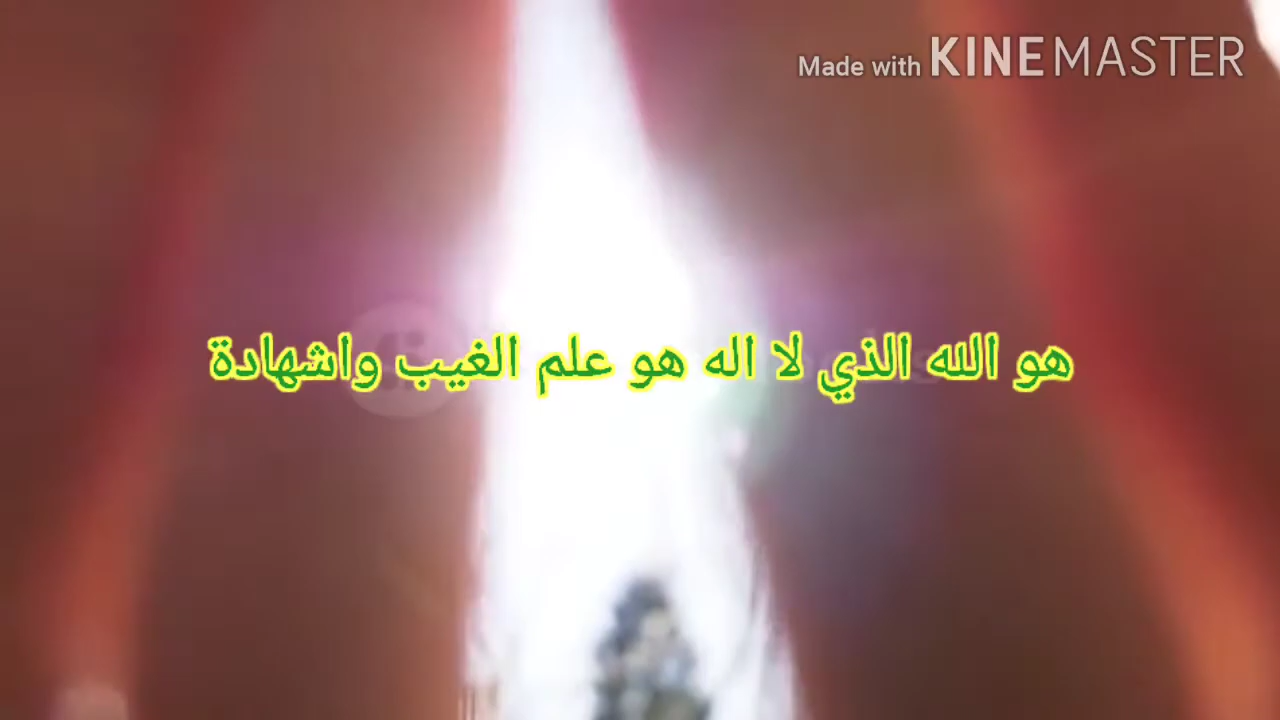 Made with KINEMASTER
هو الله الذي لا اله هو علم الغيب واشهادة